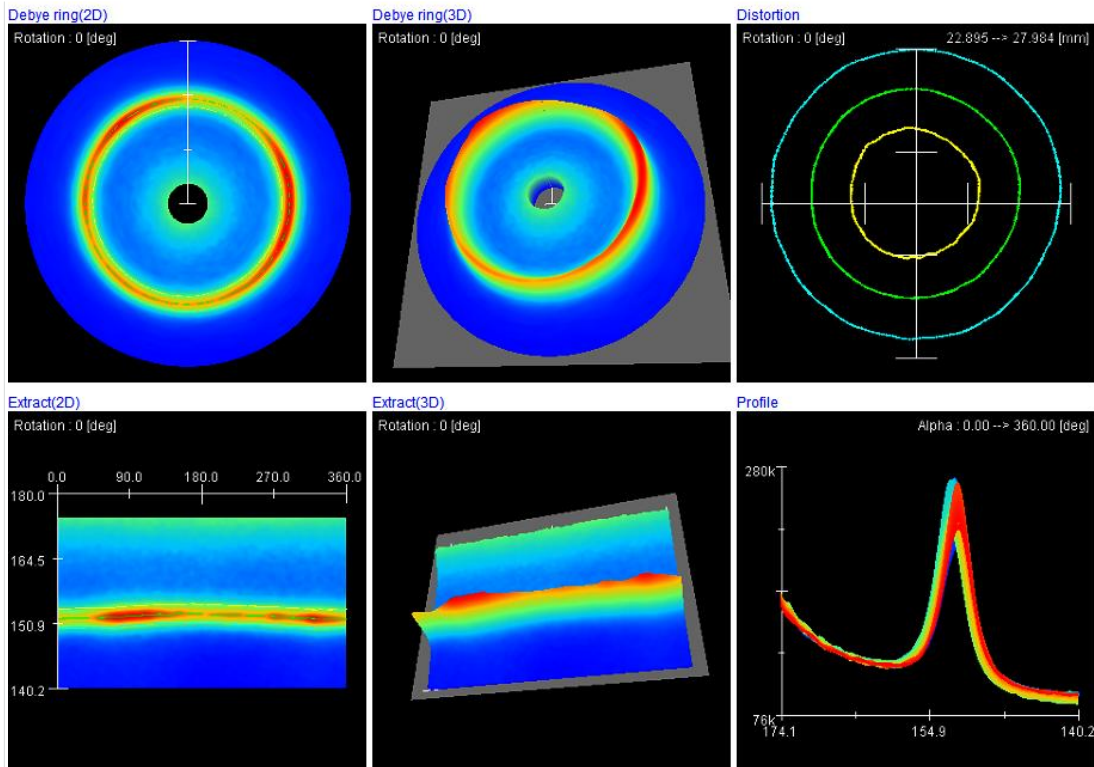 Debye ring(2D)
Rotation : 0 [deg]
Debye ring(3D)
Rotation : 0 [deg]
Distortion
Rotation : 0 [deg]
22.895 --> 27.984 [mm]
Extract(2D)
Rotation : 0 [deg]
0.0 90.0 180.0 270.0 360.0
180.0
164.5
150.9
140.2
Extract(3D)
Rotation : 0 [deg]
Profile
Alpha : 0.00 --> 360.00 [deg]
280k
76k
174.1 154.9 140.2